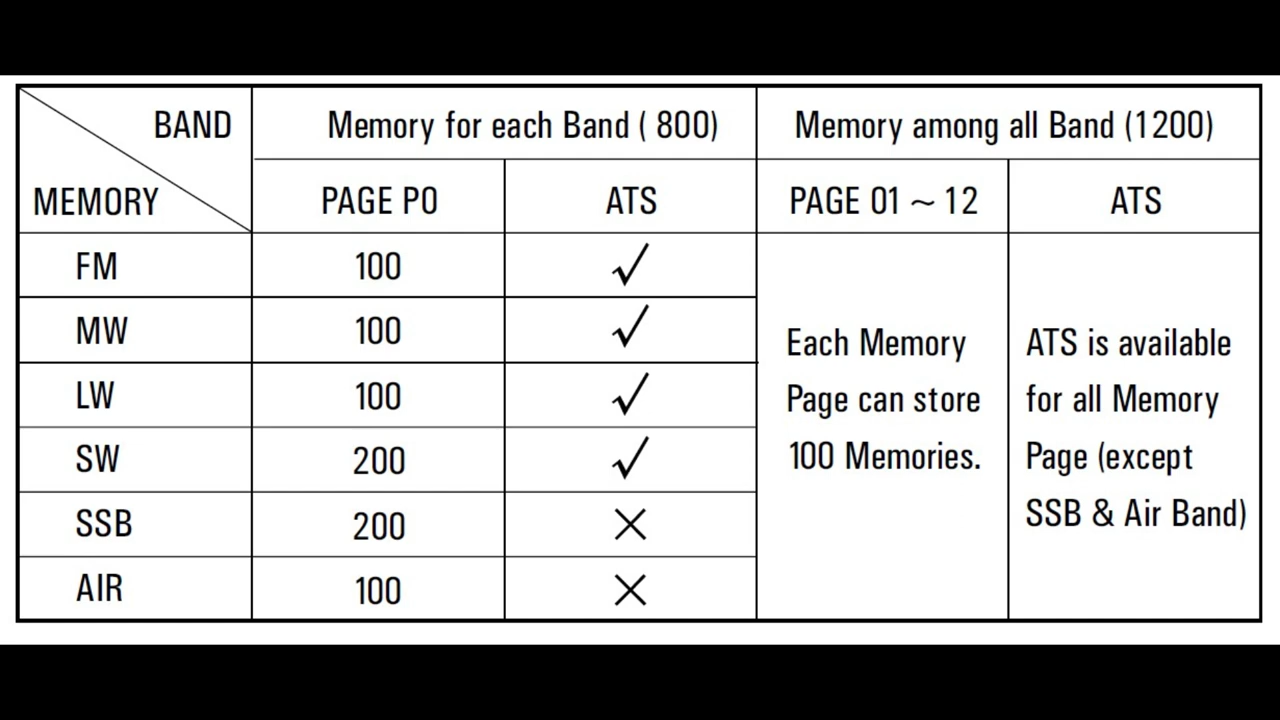 BAND
MEMORY
Memory for each Band ( 800)
Memory among all Band (1200)
PAGE P0
ATS
PAGE 01 ~ 12
ATS
FM 100 √
MW 100 √
LW 100 √
SW 200 √
SSB 200 ×
AIR 100 ×
Each Memory
Page can store
100 Memories.
ATS is available
for all Memory
Page (except
SSB & Air Band)